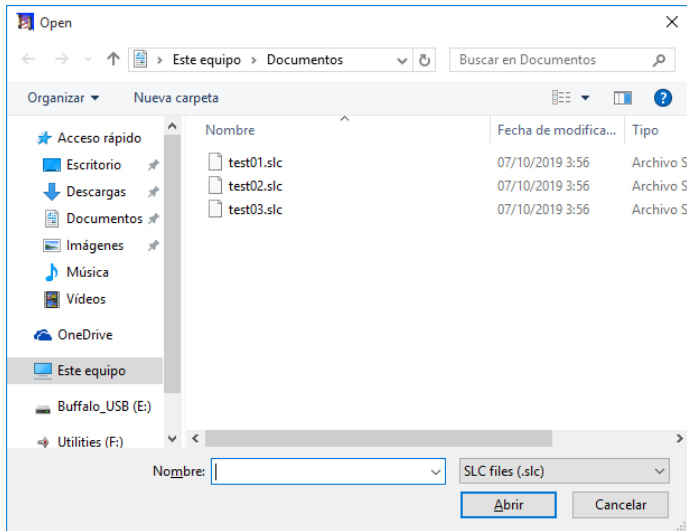 Open
Este equipo > Documentos
Buscar en Documentos
Organizar
Nueva carpeta
Acceso rápido
Escritorio
Descargas
Documentos
Imágenes
Música
Vídeos
OneDrive
Este equipo
Buffalo_USB (E:)
Utilities (F:)
Nombre Fecha de modifica... Tipo
test01.slc 07/10/2019 3:56 Archivo S
test02.slc 07/10/2019 3:56 Archivo S
test03.slc 07/10/2019 3:56 Archivo S
Nombre:
SLC files (.slc)
Abrir
Cancelar